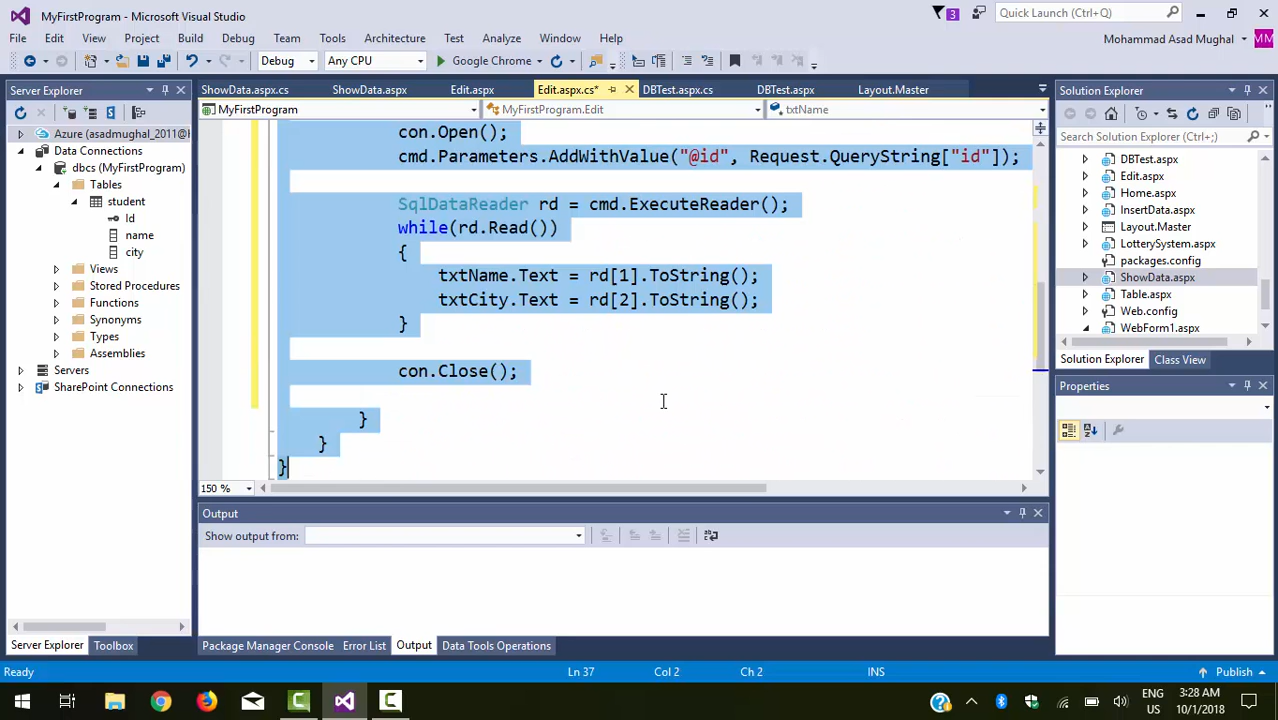 MyFirstProgram - Microsoft Visual Studio
3
Quick Launch (Ctrl+Q)
File Edit View Project Build Debug Team Tools Architecture Test Analyze Window Help
Mohammad Asad Mughal
MM
Debug
Any CPU
Google Chrome
Server Explorer
Azure (asadmughal_2011@
Data Connections
dbcs (MyFirstProgram)
Tables
student
Id
name
city
Views
Stored Procedures
Functions
Synonyms
Types
Assemblies
Servers
SharePoint Connections
Server Explorer Toolbox
ShowData.aspx.cs ShowData.aspx Edit.aspx Edit.aspx.cs* DBTest.aspx.cs DBTest.aspx Layout.Master
MyFirstProgram MyFirstProgram.Edit txtName
con.Open();
cmd.Parameters.AddWithValue("@id", Request.QueryString["id"]);
SqlDataReader rd = cmd.ExecuteReader();
while(rd.Read())
{
txtName.Text = rd[1].ToString();
txtCity.Text = rd[2].ToString();
}
con.Close();
}
}
}
150 %
Output
Show output from:
Package Manager Console Error List Output Data Tools Operations
Solution Explorer
Search Solution Explorer (Ctrl+;)
DBTest.aspx
Edit.aspx
Home.aspx
InsertData.aspx
Layout.Master
LotterySystem.aspx
packages.config
ShowData.aspx
Table.aspx
Web.config
WebForm1.aspx
Solution Explorer Class View
Properties
Ready
Ln 37 Col 2 Ch 2 INS
Publish
ENG
US
3:28 AM
10/1/2018